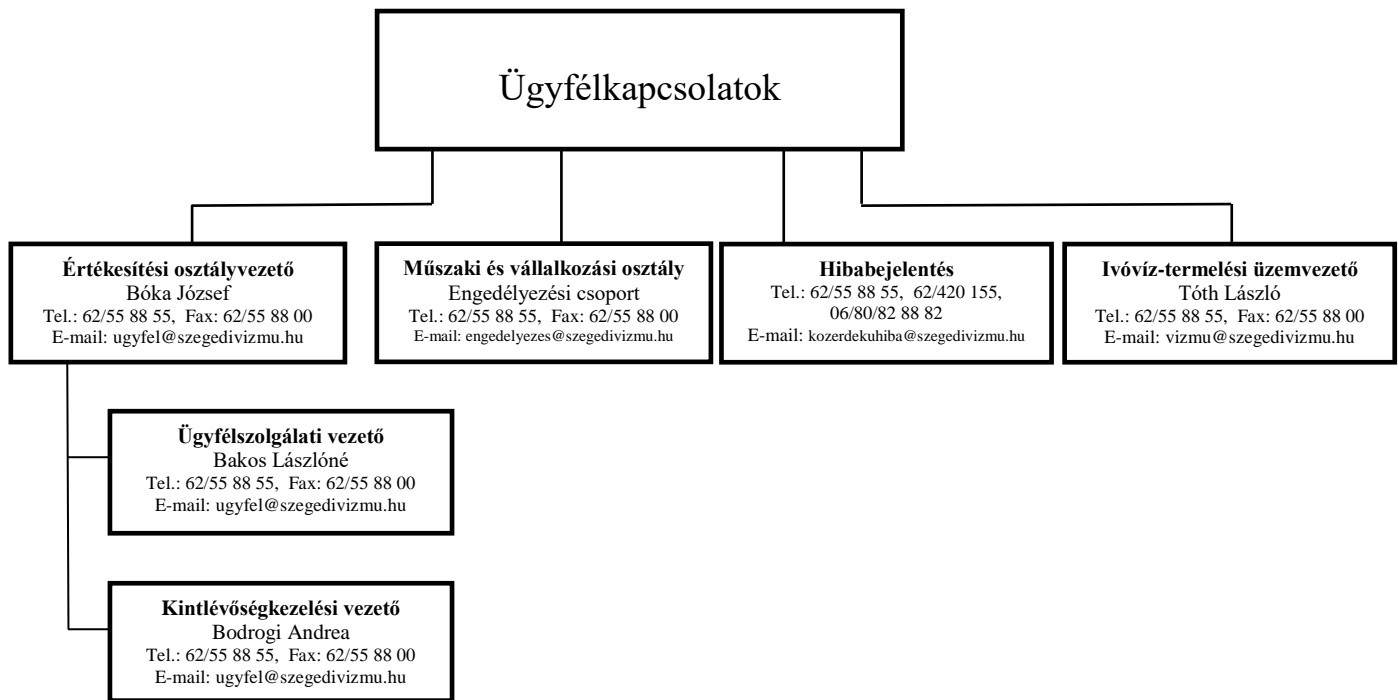 Ügyfélkapcsolatok
Értékesítési osztályvezető
Bóka József
Tel.: 62/55 88 55, Fax: 62/55 88 00
E-mail: ugyfel@szegedivizmu.hu
Műszaki és vállalkozási osztály
Engedélyezési csoport
Tel.: 62/55 88 55, Fax: 62/55 88 00
E-mail: engedelyezes@szegedivizmu.hu
Hibabejelentés
Tel.: 62/55 88 55, 62/420 155,
06/80/82 88 82
E-mail: kozerdekuhiba@szegedivizmu.hu
Ivóvíz-termelési üzemvezető
Tóth László
Tel.: 62/55 88 55, Fax: 62/55 88 00
E-mail: vizmu@szegedivizmu.hu
Ügyfélszolgálati vezető
Bakos Lászlóné
Tel.: 62/55 88 55, Fax: 62/55 88 00
E-mail: ugyfel@szegedivizmu.hu
Kintlévőségkezelési vezető
Bodrogi Andrea
Tel.: 62/55 88 55, Fax: 62/55 88 00
E-mail: ugyfel@szegedivizmu.hu